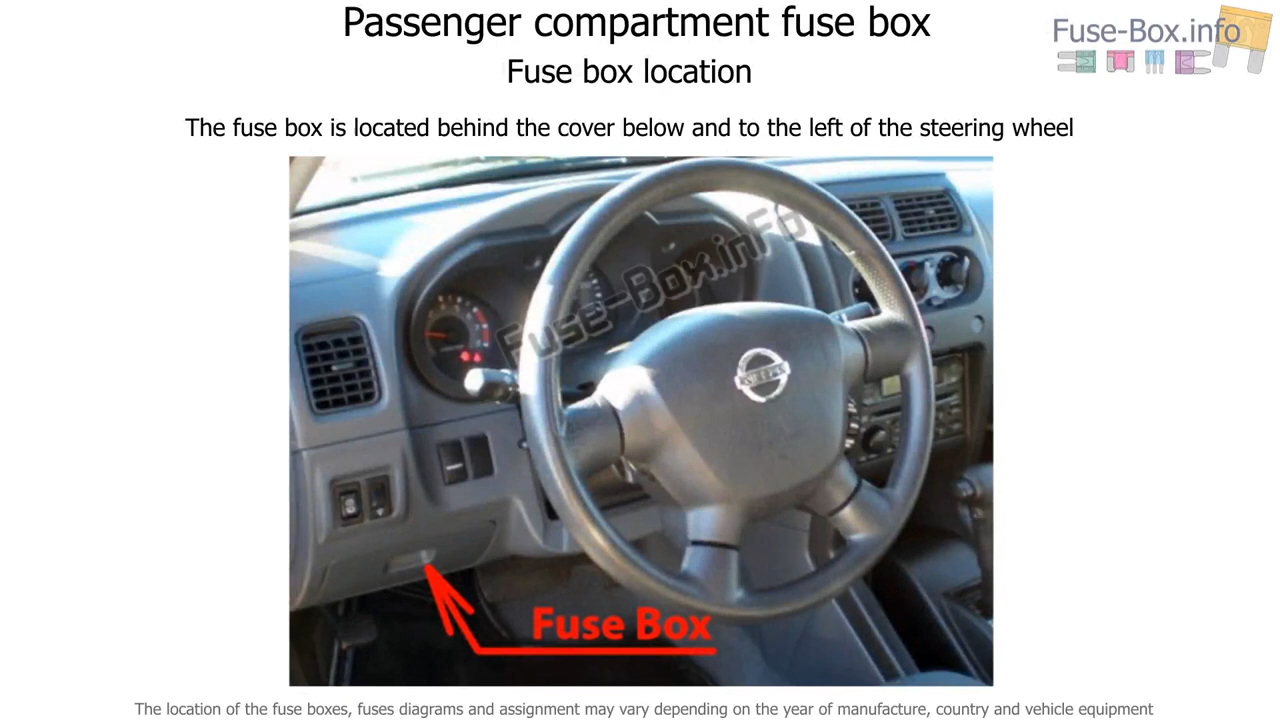 Passenger compartment fuse box
Fuse-Box.info
Fuse box location
The fuse box is located behind the cover below and to the left of the steering wheel
Fuse-Box.inFo
NISSAN
Fuse Box
The location of the fuse boxes, fuses diagrams and assignment may vary depending on the year of manufacture, country and vehicle equipment